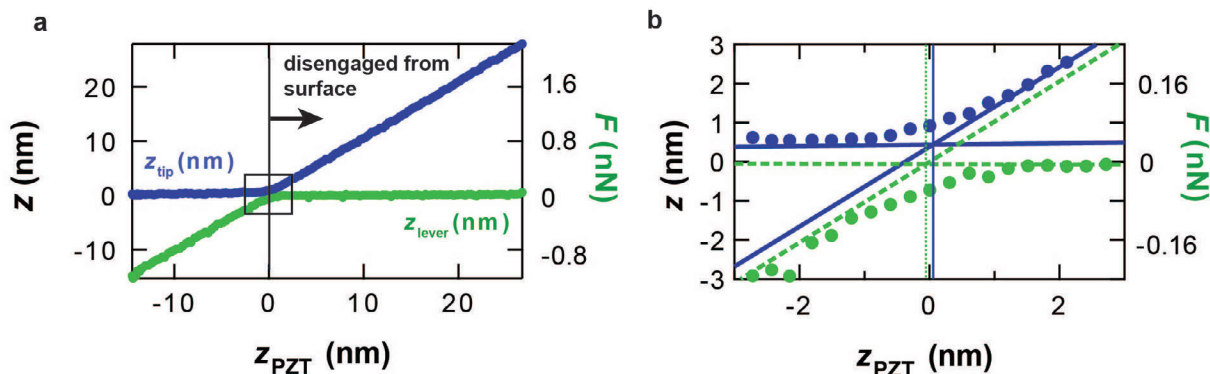 a
z (nm)
20
10
0
-10
disengaged from
surface
z_tip (nm)
z_lever (nm)
1.6
0.8
0
-0.8
F (nN)
-10
0
10
20
z_PZT (nm)
b
z (nm)
3
2
1
0
-1
-2
-3
0.16
0
-0.16
F (nN)
-2
0
2
z_PZT (nm)